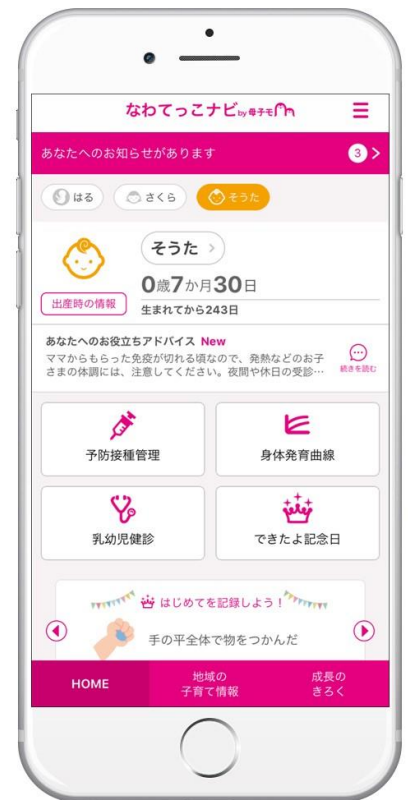 なわてっこナビ by 母子モ
あなたへのお知らせがあります 3
はる さくら そうた
そうた
0歳7か月30日
出産時の情報
生まれてから243日
あなたへのお役立ちアドバイス New
ママからもらった免疫が切れる頃なので、発熱などのお子
さまの体調には、注意してください。夜間や休日の受診…
続きを読む
予防接種管理 身体発育曲線
乳幼児健診 できたよ記念日
はじめてを記録しよう！
手の平全体で物をつかんだ
HOME
地域の
子育て情報
成長の
きろく